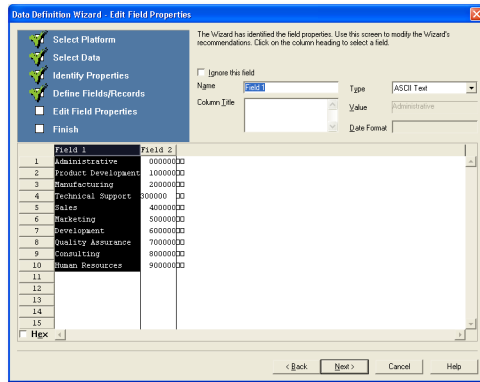 Data Definition Wizard - Edit Field Properties
Select Platform
Select Data
Identify Properties
Define Fields/Records
Edit Field Properties
Finish
The Wizard has identified the field properties. Use this screen to modify the Wizard's
recommendations. Click on the column heading to select a field.
Ignore this field
Name Field 1 Type ASCII Text
Column Title Value Administrative
Date Format
Field 1 Field 2
1 Administrative 000000
2 Product Development 100000
3 Manufacturing 200000
4 Technical Support 300000
5 Sales 400000
6 Marketing 500000
7 Development 600000
8 Quality Assurance 700000
9 Consulting 800000
10 Human Resources 900000
11
12
13
14
15
Hex
< Back Next > Cancel Help